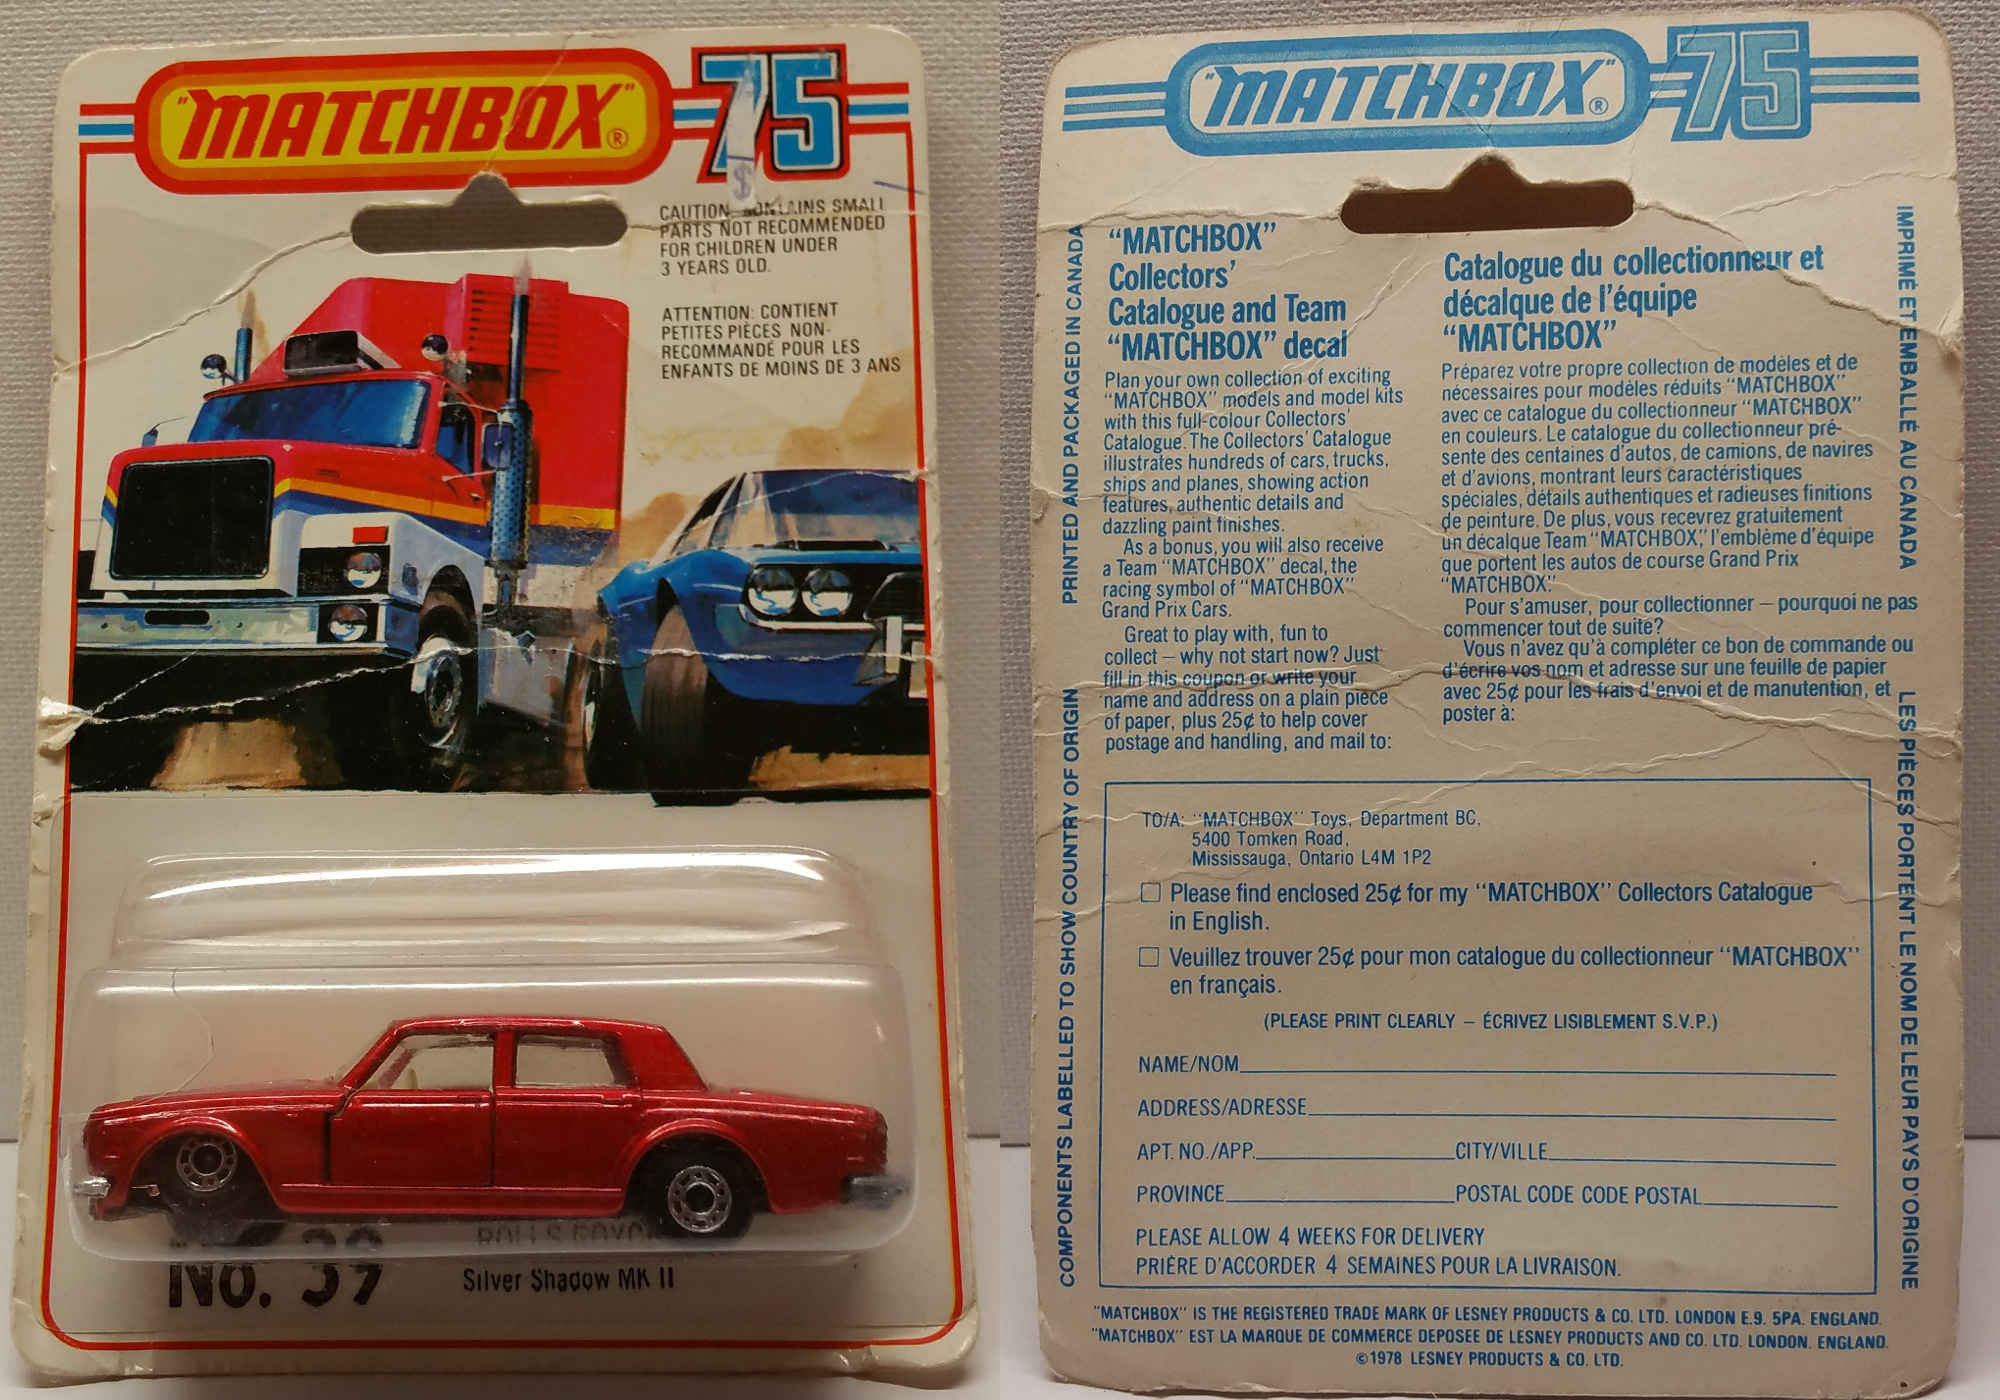 "MATCHBOX"® 75
$
CAUTION: CONTAINS SMALL
PARTS NOT RECOMMENDED
FOR CHILDREN UNDER
3 YEARS OLD.
ATTENTION: CONTIENT
PETITES PIÈCES NON-
RECOMMANDÉ POUR LES
ENFANTS DE MOINS DE 3 ANS
No. 39
ROLLS ROYCE
Silver Shadow MK II
"MATCHBOX"® 75
PRINTED AND PACKAGED IN CANADA
COMPONENTS LABELLED TO SHOW COUNTRY OF ORIGIN
"MATCHBOX"
Collectors'
Catalogue and Team
"MATCHBOX" decal
Plan your own collection of exciting
"MATCHBOX" models and model kits
with this full-colour Collectors'
Catalogue. The Collectors' Catalogue
illustrates hundreds of cars, trucks,
ships and planes, showing action
features, authentic details and
dazzling paint finishes.
As a bonus, you will also receive
a Team "MATCHBOX" decal, the
racing symbol of "MATCHBOX"
Grand Prix Cars.
Great to play with, fun to
collect – why not start now? Just
fill in this coupon or write your
name and address on a plain piece
of paper, plus 25¢ to help cover
postage and handling, and mail to:
Catalogue du collectionneur et
décalque de l'équipe
"MATCHBOX"
Préparez votre propre collection de modèles et de
nécessaires pour modèles réduits "MATCHBOX"
avec ce catalogue du collectionneur "MATCHBOX"
en couleurs. Le catalogue du collectionneur pré-
sente des centaines d'autos, de camions, de navires
et d'avions, montrant leurs caractéristiques
spéciales, détails authentiques et radieuses finitions
de peinture. De plus, vous recevrez gratuitement
un décalque Team "MATCHBOX," l'emblème d'équipe
que portent les autos de course Grand Prix
"MATCHBOX".
Pour s'amuser, pour collectionner – pourquoi ne pas
commencer tout de suite?
Vous n'avez qu'à compléter ce bon de commande ou
d'écrire vos nom et adresse sur une feuille de papier
avec 25¢ pour les frais d'envoi et de manutention, et
poster à:
IMPRIMÉ ET EMBALLÉ AU CANADA
LES PIÈCES PORTENT LE NOM DE LEUR PAYS D'ORIGINE
TO/A: "MATCHBOX" Toys, Department BC,
5400 Tomken Road,
Mississauga, Ontario L4M 1P2
Please find enclosed 25¢ for my "MATCHBOX" Collectors Catalogue
in English.
Veuillez trouver 25¢ pour mon catalogue du collectionneur "MATCHBOX"
en français.
(PLEASE PRINT CLEARLY – ÉCRIVEZ LISIBLEMENT S.V.P.)
NAME/NOM
ADDRESS/ADRESSE
APT. NO./APP. CITY/VILLE
PROVINCE POSTAL CODE CODE POSTAL
PLEASE ALLOW 4 WEEKS FOR DELIVERY
PRIÈRE D'ACCORDER 4 SEMAINES POUR LA LIVRAISON.
"MATCHBOX" IS THE REGISTERED TRADE MARK OF LESNEY PRODUCTS & CO. LTD. LONDON E.9. 5PA. ENGLAND.
"MATCHBOX" EST LA MARQUE DE COMMERCE DEPOSEE DE LESNEY PRODUCTS AND CO. LTD. LONDON. ENGLAND.
©1978 LESNEY PRODUCTS & CO. LTD.